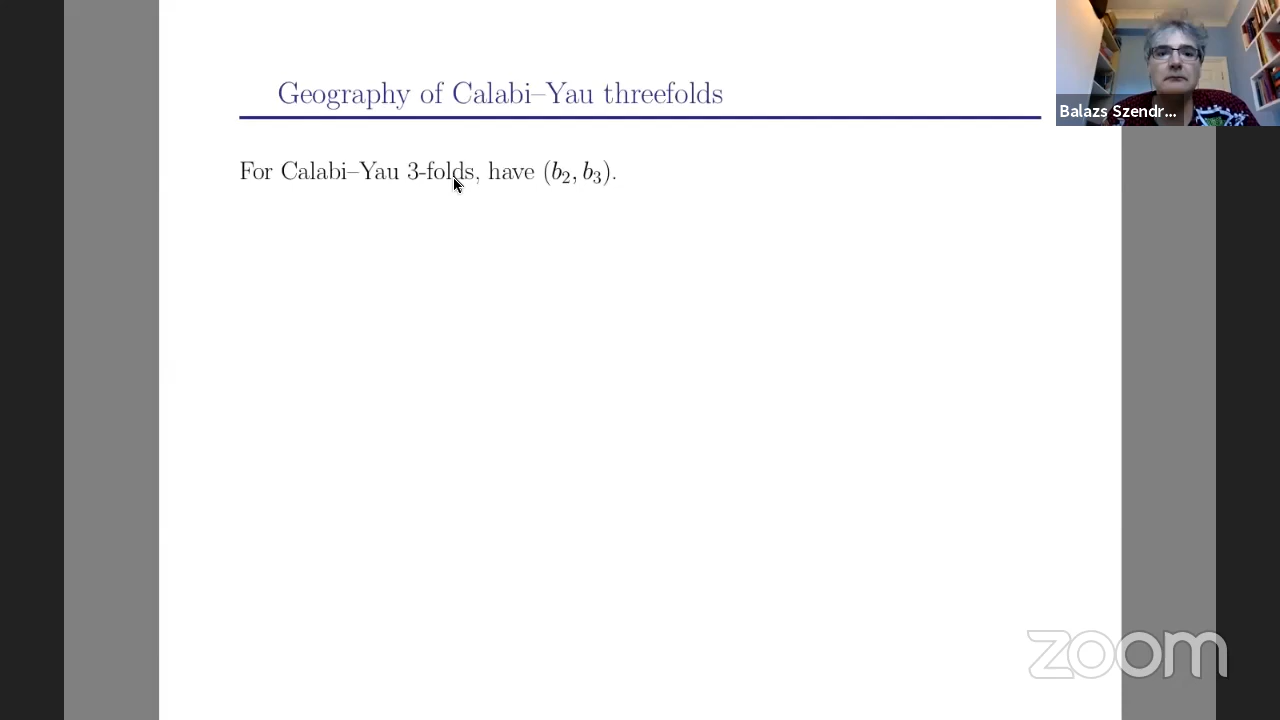 Geography of Calabi–Yau threefolds
Balazs Szendr...
For Calabi–Yau 3-folds, have (b₂, b₃).
zoom